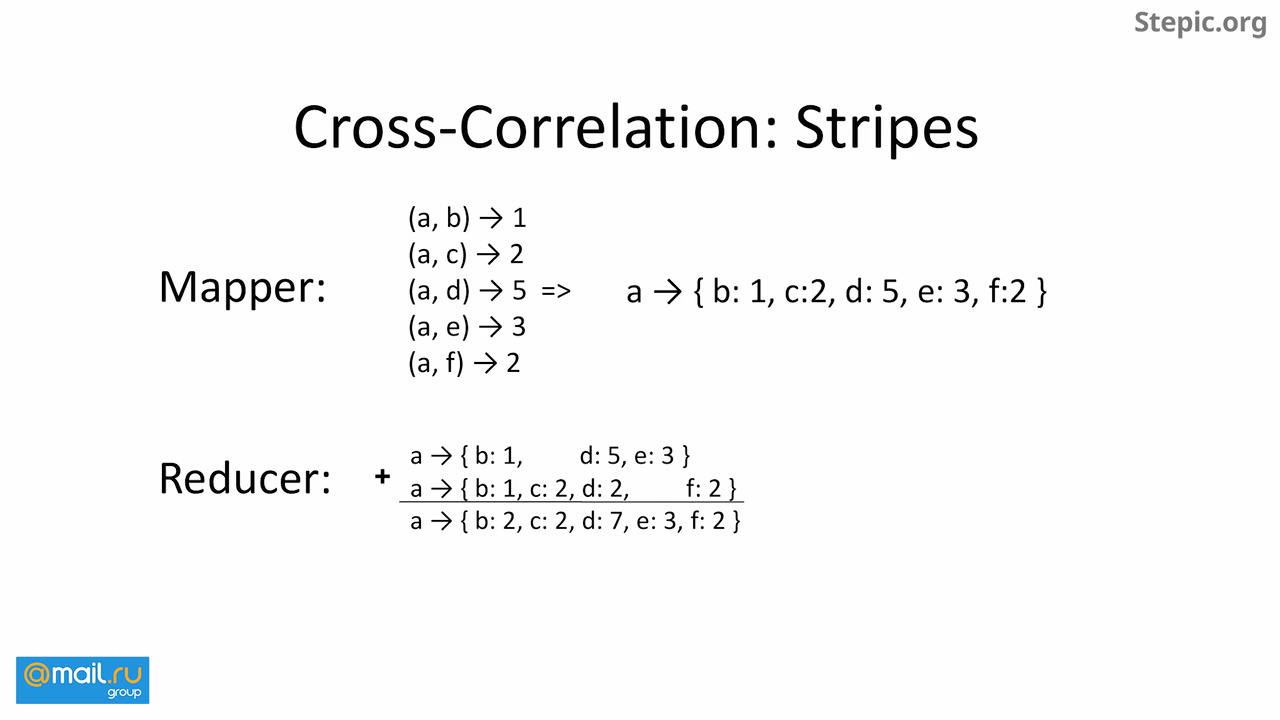 Stepic.org
Cross-Correlation: Stripes
Mapper:
(a, b) → 1
(a, c) → 2
(a, d) → 5 =>
(a, e) → 3
(a, f) → 2
a → { b: 1, c:2, d: 5, e: 3, f:2 }
Reducer:
+
a → { b: 1, d: 5, e: 3 }
a → { b: 1, c: 2, d: 2, f: 2 }
a → { b: 2, c: 2, d: 7, e: 3, f: 2 }
@mail.ru
group